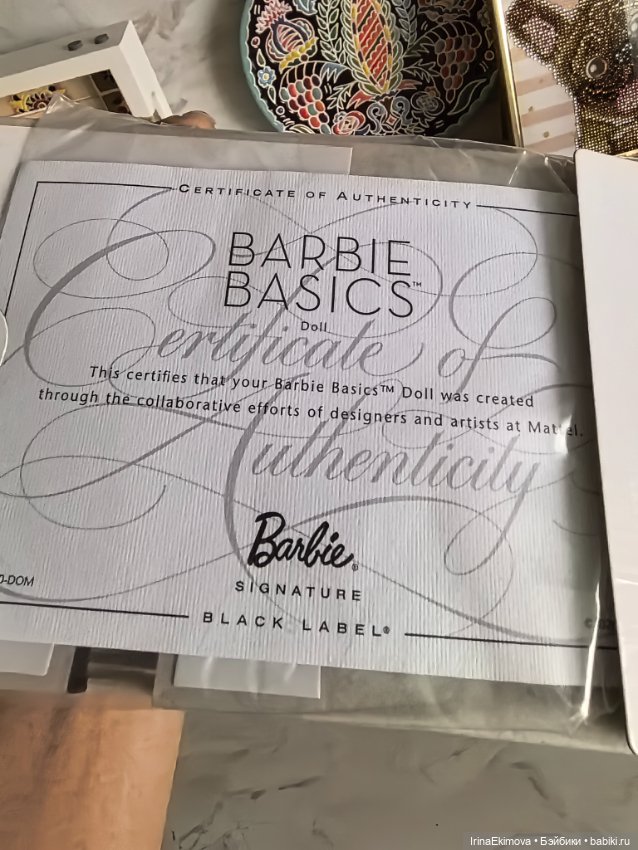 CERTIFICATE OF AUTHENTICITY
BARBIE
BASICS™
Doll
Certificate of
Authenticity
This certifies that your Barbie Basics™ Doll was created
through the collaborative efforts of designers and artists at Mattel.
Barbie®
SIGNATURE
BLACK LABEL®
-DOM
IrinaEkimova • Бэйбики • babiki.ru